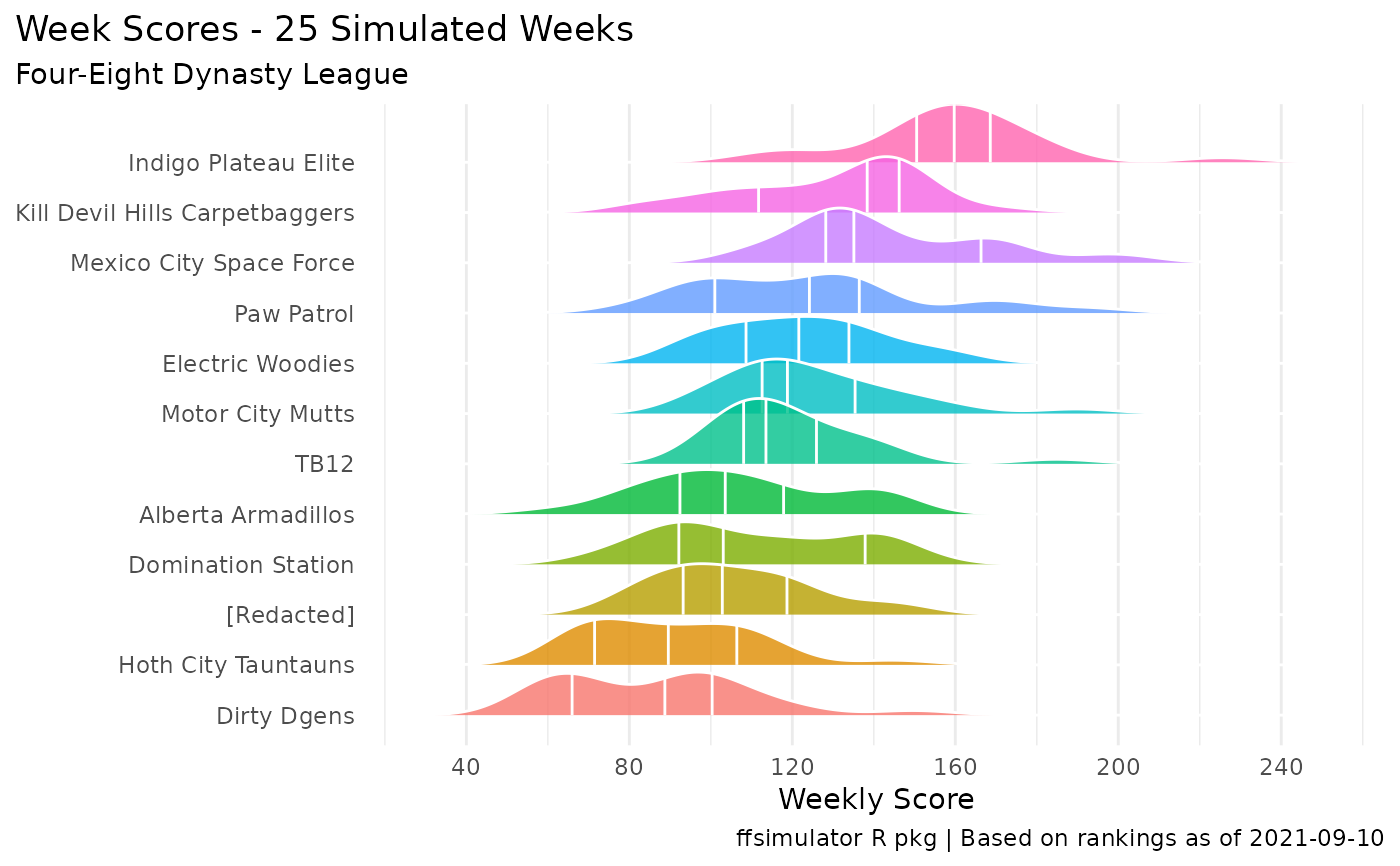 Week Scores - 25 Simulated Weeks
Four-Eight Dynasty League
Indigo Plateau Elite
Kill Devil Hills Carpetbaggers
Mexico City Space Force
Paw Patrol
Electric Woodies
Motor City Mutts
TB12
Alberta Armadillos
Domination Station
[Redacted]
Hoth City Tauntauns
Dirty Dgens
40 80 120 160 200 240
Weekly Score
ffsimulator R pkg | Based on rankings as of 2021-09-10